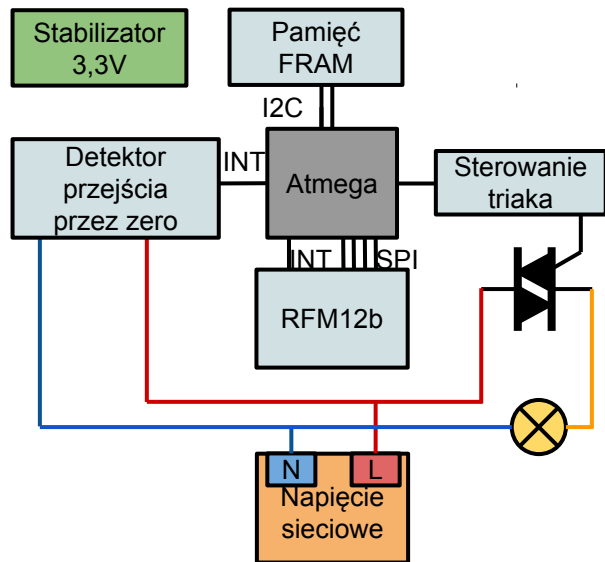 Stabilizator
3,3V
Pamięć
FRAM
I2C
Detektor
przejścia
przez zero
INT
Atmega
Sterowanie
triaka
INT
SPI
RFM12b
N
L
Napięcie
sieciowe